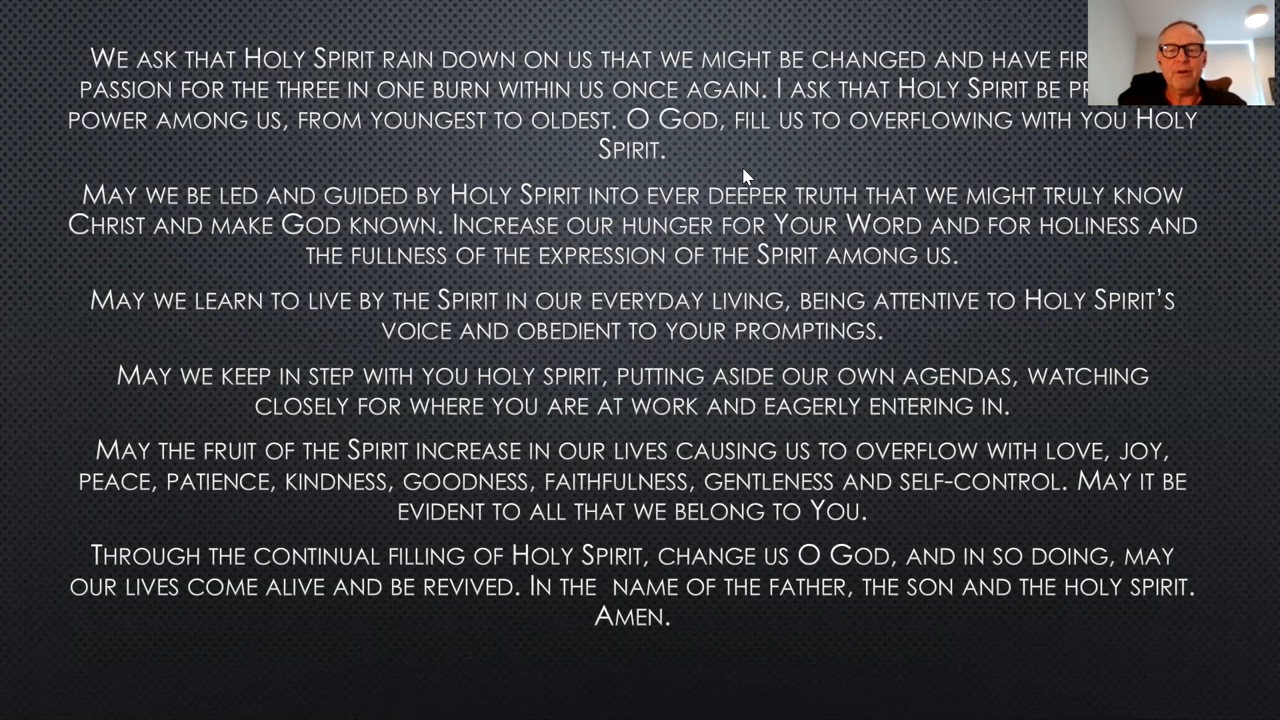 We ask that Holy Spirit rain down on us that we might be changed and have
passion for the three in one burn within us once again. I ask that Holy Spirit be
power among us, from youngest to oldest. O God, fill us to overflowing with you Holy
Spirit.
May we be led and guided by Holy Spirit into ever deeper truth that we might truly know
Christ and make God known. Increase our hunger for Your Word and for holiness and
the fullness of the expression of the Spirit among us.
May we learn to live by the Spirit in our everyday living, being attentive to Holy Spirit’s
voice and obedient to your promptings.
May we keep in step with you holy spirit, putting aside our own agendas, watching
closely for where you are at work and eagerly entering in.
May the fruit of the Spirit increase in our lives causing us to overflow with love, joy,
peace, patience, kindness, goodness, faithfulness, gentleness and self-control. May it be
evident to all that we belong to You.
Through the continual filling of Holy Spirit, change us O God, and in so doing, may
our lives come alive and be revived. In the name of the father, the son and the holy spirit.
Amen.